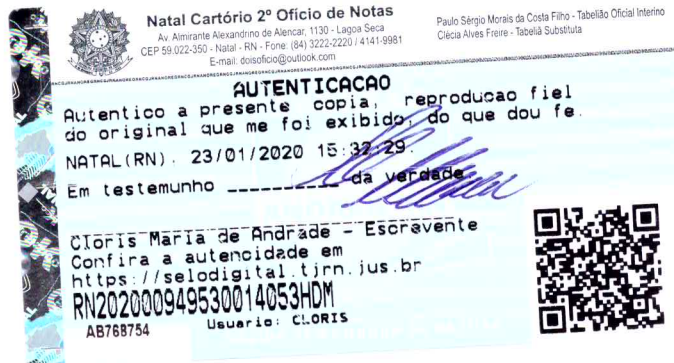 Natal Cartório 2º Ofício de Notas
Av. Almirante Alexandrino de Alencar, 1130 - Lagoa Seca
CEP 59.022-350 - Natal - RN - Fone: (84) 3222-2220 / 4141-9981
E-mail: doisoficio@outlook.com
Paulo Sérgio Morais da Costa Filho - Tabelião Oficial Interino
Clécia Alves Freire - Tabeliã Substituta
AUTENTICACAO
Autentico a presente copia, reproducao fiel
do original que me foi exibido, do que dou fe.
NATAL(RN). 23/01/2020 15:32:29.
Em testemunho __________ da verdade
Cloris Maria de Andrade - Escrevente
Confira a autencidade em
https://selodigital.tjrn.jus.br
RN202000949530014053HDM
AB768754
Usuario: CLORIS